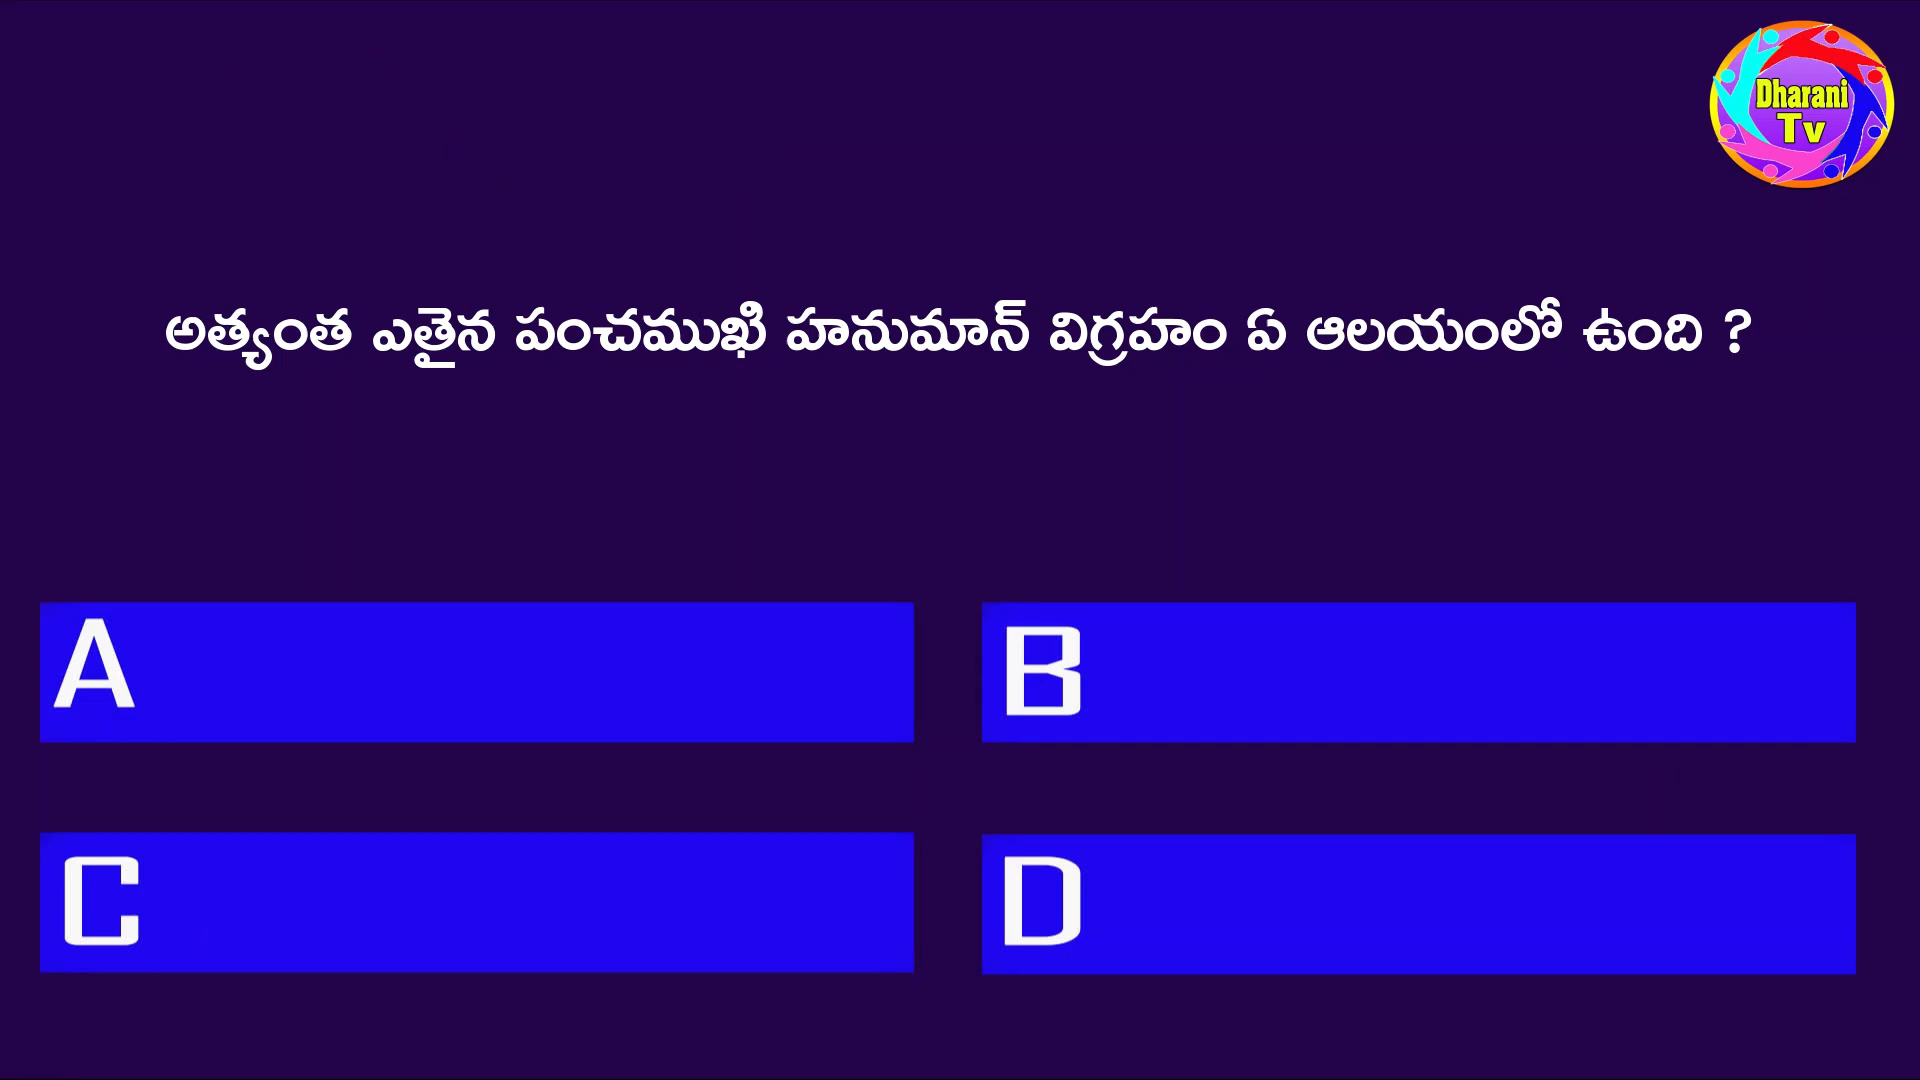 Dharani
Tv
అత్యంత ఎతైన పంచముఖి హనుమాన్ విగ్రహం ఏ ఆలయంలో ఉంది ?
A
B
C
D